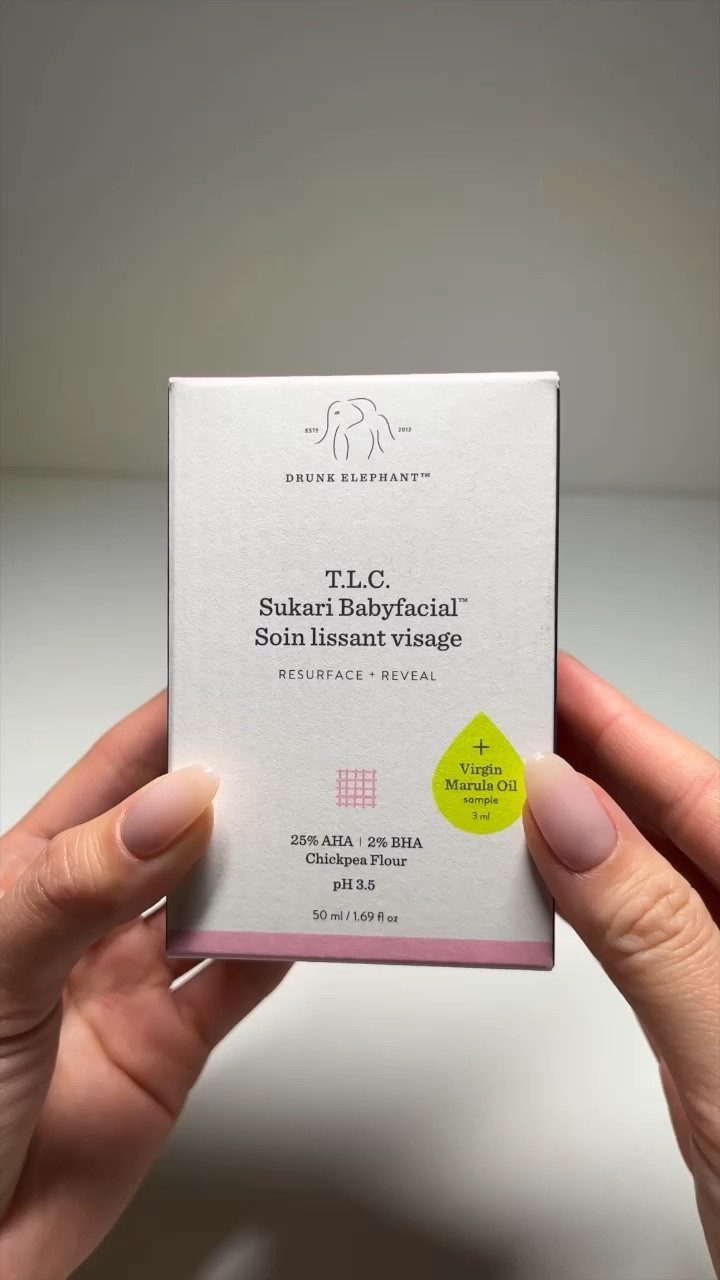 ESTD 2012
DRUNK ELEPHANT™
T.L.C.
Sukari Babyfacial™
Soin lissant visage
RESURFACE + REVEAL
+
Virgin
Marula Oil
sample
3 ml
25% AHA | 2% BHA
Chickpea Flour
pH 3.5
50 ml / 1.69 fl oz